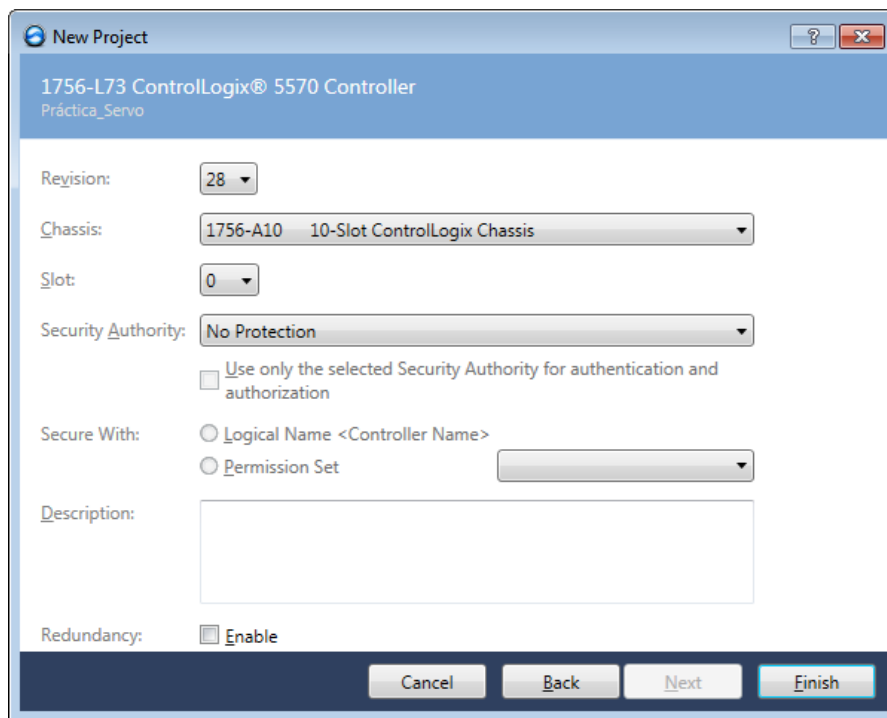 New Project
1756-L73 ControlLogix® 5570 Controller
Práctica_Servo
Revision: 28
Chassis: 1756-A10 10-Slot ControlLogix Chassis
Slot: 0
Security Authority: No Protection
Use only the selected Security Authority for authentication and
authorization
Secure With: Logical Name <Controller Name>
Permission Set
Description:
Redundancy: Enable
Cancel Back Next Finish